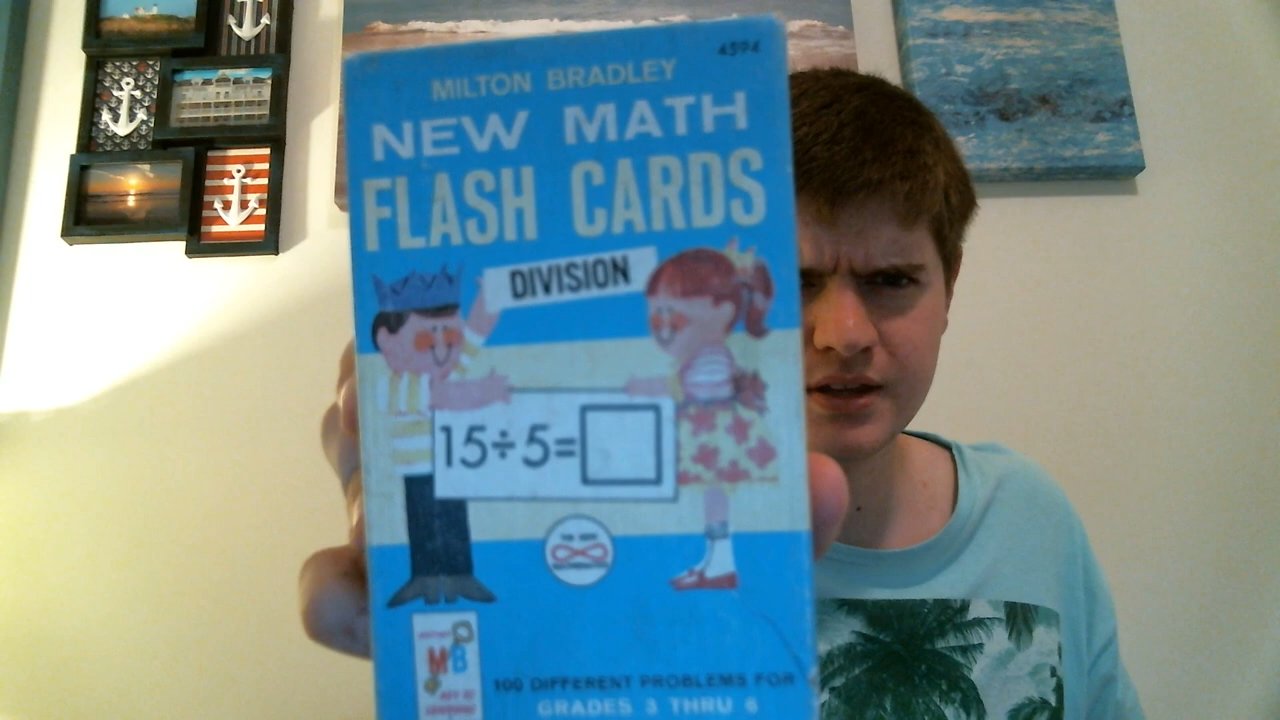 4594
MILTON BRADLEY
NEW MATH
FLASH CARDS
DIVISION
15÷5=
MB
100 DIFFERENT PROBLEMS FOR
GRADES 3 THRU 6